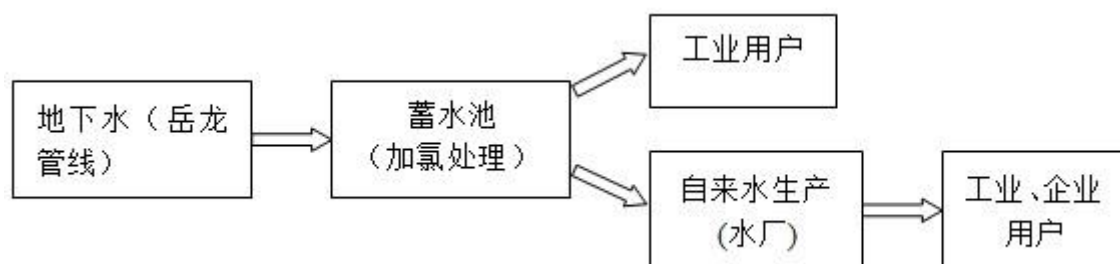 工业用户
地下水（岳龙
管线）
蓄水池
（加氯处理）
自来水生产
(水厂)
工业、企业
用户